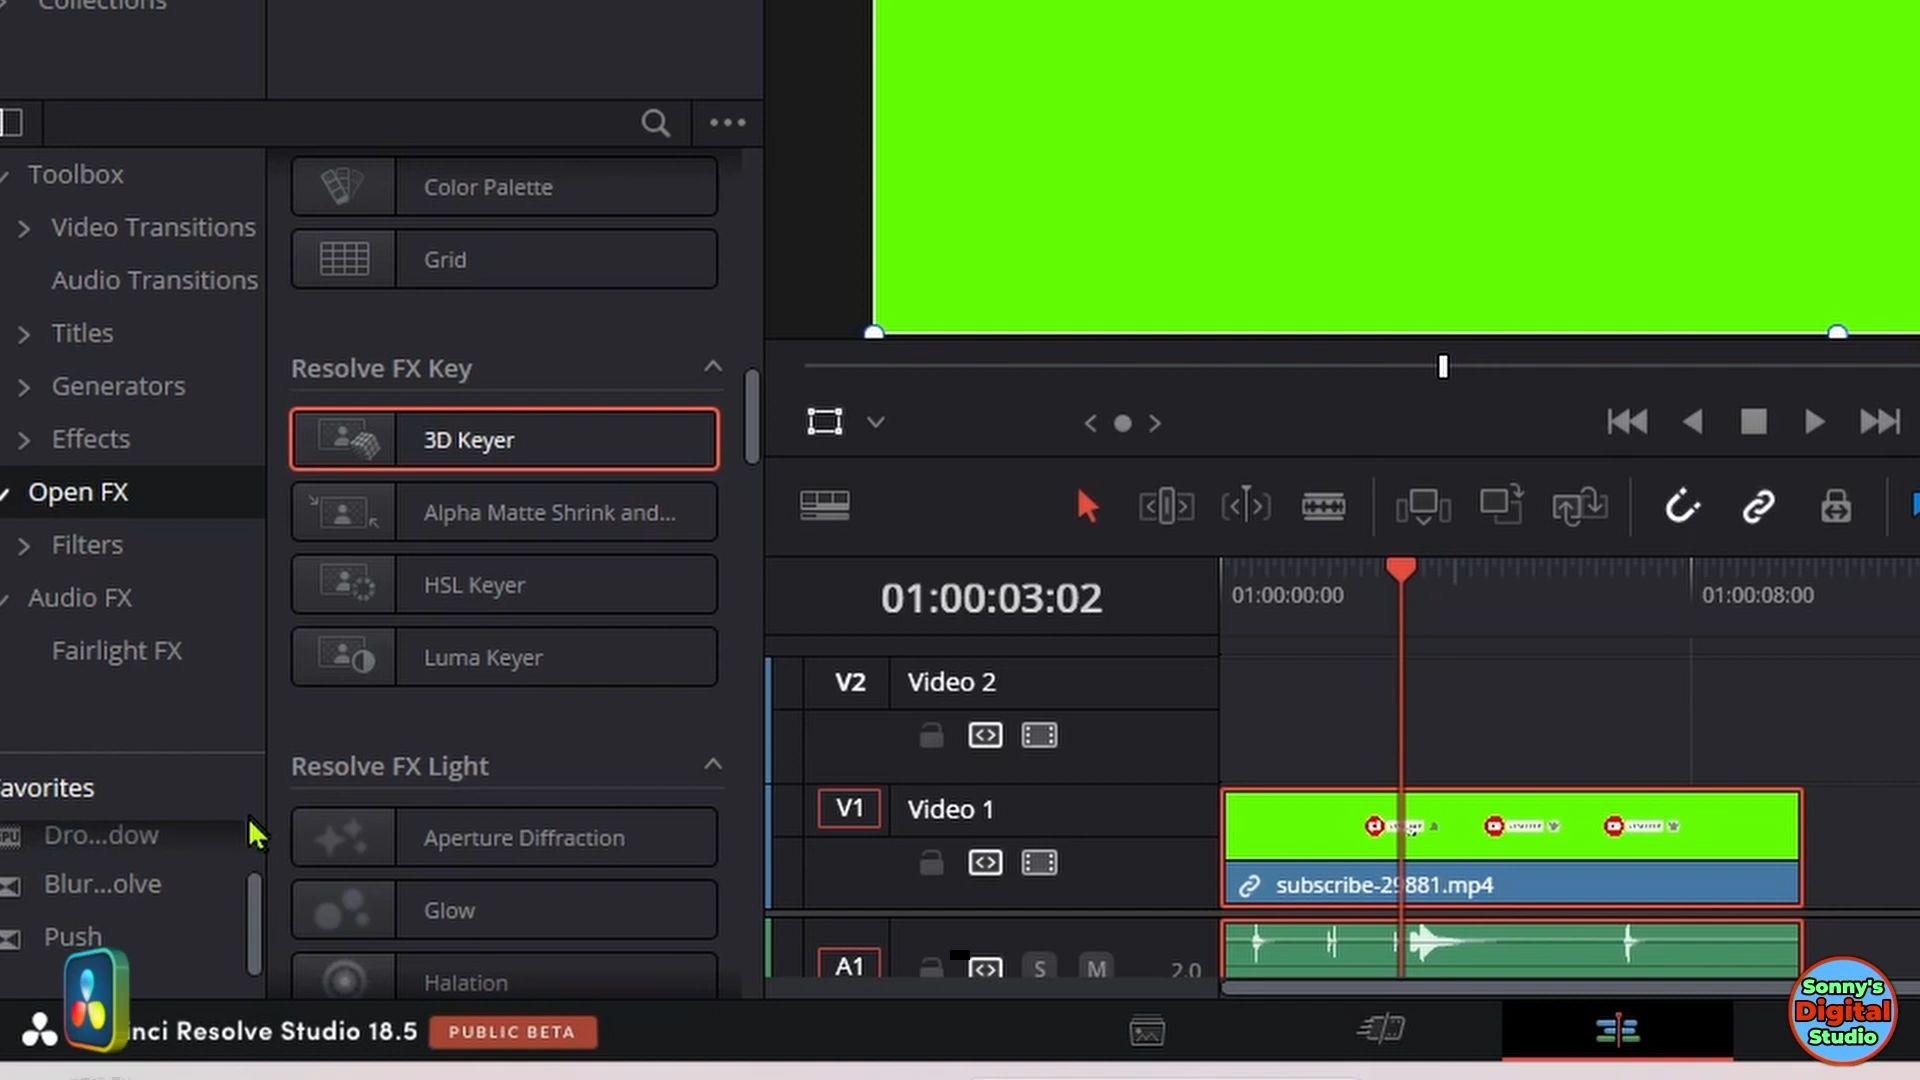 Collections
Toolbox
Video Transitions
Audio Transitions
Titles
Generators
Effects
Open FX
Filters
Audio FX
Fairlight FX
avorites
Dro...dow
Blur...olve
Push
Color Palette
Grid
Resolve FX Key
3D Keyer
Alpha Matte Shrink and...
HSL Keyer
Luma Keyer
Resolve FX Light
Aperture Diffraction
Glow
Halation
01:00:03:02
01:00:00:00
01:00:08:00
V2 Video 2
V1 Video 1
subscribe-29881.mp4
A1 S M 2.0
inci Resolve Studio 18.5 PUBLIC BETA
Sonny's
Digital
Studio